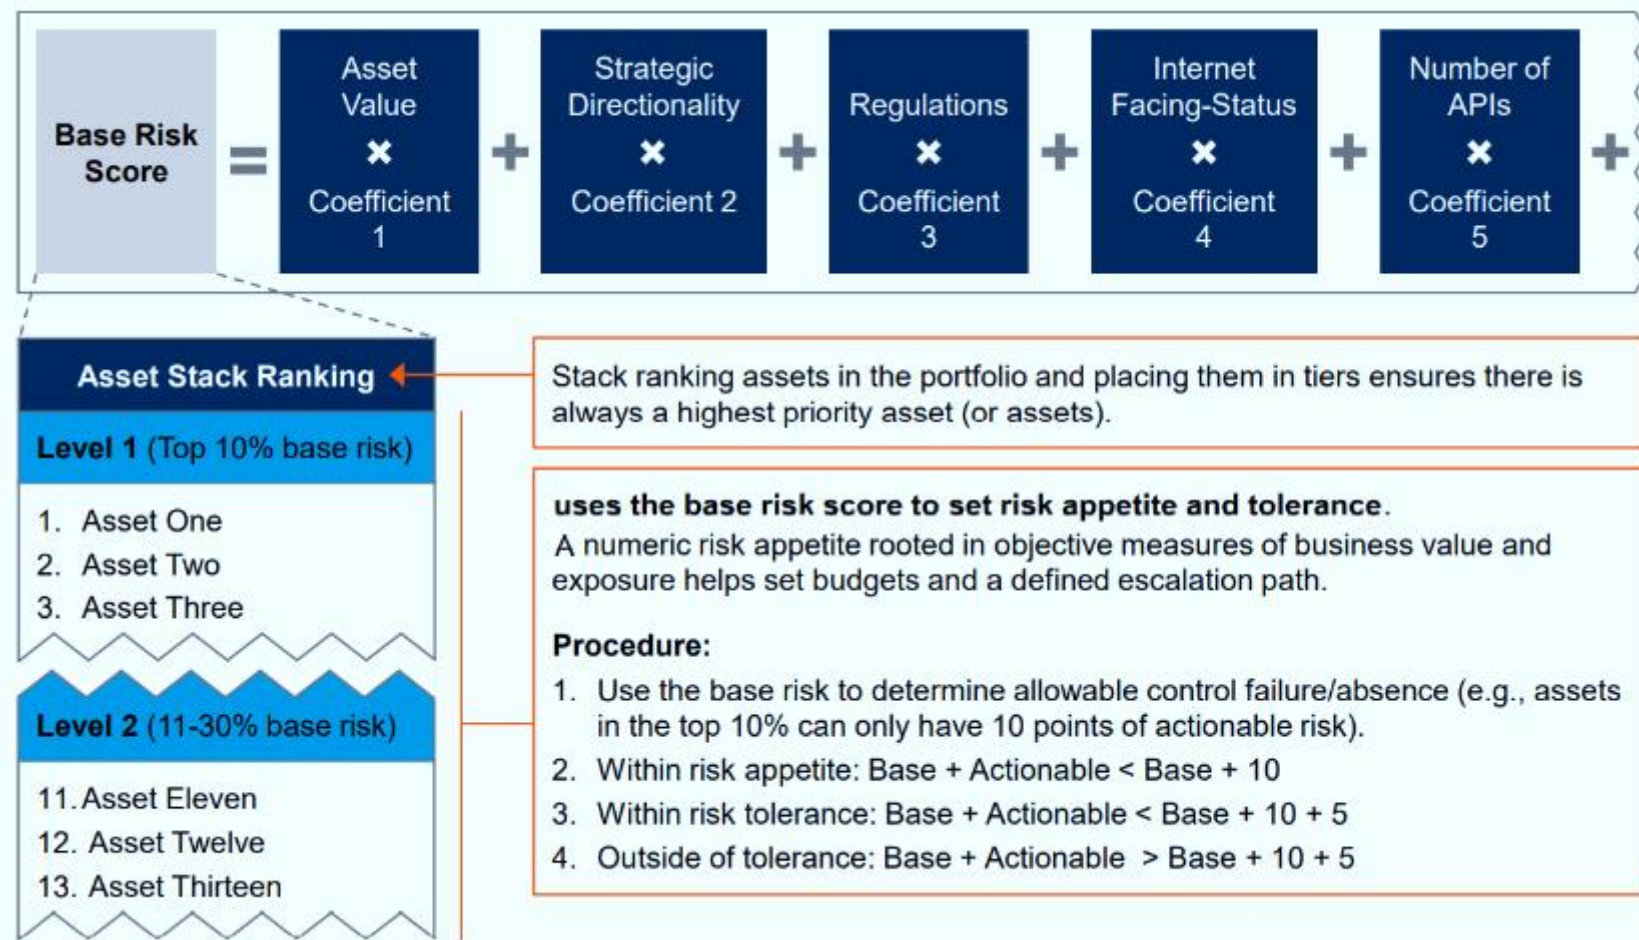 Base Risk
Score
=
Asset
Value
×
Coefficient
1
+
Strategic
Directionality
×
Coefficient 2
+
Regulations
×
Coefficient
3
+
Internet
Facing-Status
×
Coefficient
4
+
Number of
APIs
×
Coefficient
5
+
Asset Stack Ranking
Level 1 (Top 10% base risk)
1. Asset One
2. Asset Two
3. Asset Three
Level 2 (11-30% base risk)
11. Asset Eleven
12. Asset Twelve
13. Asset Thirteen
Stack ranking assets in the portfolio and placing them in tiers ensures there is
always a highest priority asset (or assets).
uses the base risk score to set risk appetite and tolerance.
A numeric risk appetite rooted in objective measures of business value and
exposure helps set budgets and a defined escalation path.
Procedure:
1. Use the base risk to determine allowable control failure/absence (e.g., assets
in the top 10% can only have 10 points of actionable risk).
2. Within risk appetite: Base + Actionable < Base + 10
3. Within risk tolerance: Base + Actionable < Base + 10 + 5
4. Outside of tolerance: Base + Actionable > Base + 10 + 5